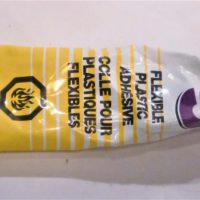 FLEXIBLE
PLASTIC
ADHESIVE
COLLE POUR
PLASTIQUES
FLEXIBLES